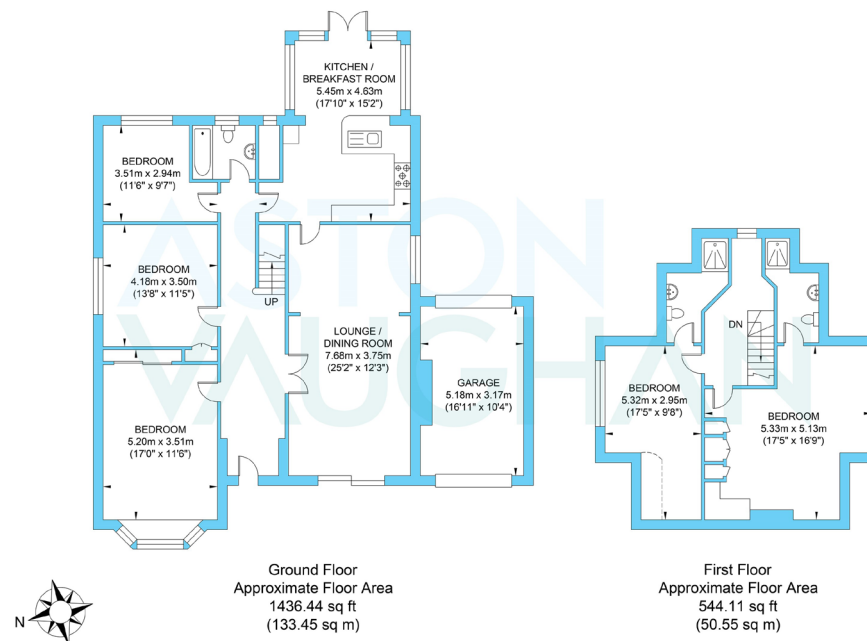 KITCHEN /
BREAKFAST ROOM
5.45m x 4.63m
(17'10" x 15'2")
BEDROOM
3.51m x 2.94m
(11'6" x 9'7")
BEDROOM
4.18m x 3.50m
(13'8" x 11'5")
UP
LOUNGE /
DINING ROOM
7.68m x 3.75m
(25'2" x 12'3")
GARAGE
5.18m x 3.17m
(16'11" x 10'4")
BEDROOM
5.20m x 3.51m
(17'0" x 11'6")
DN
BEDROOM
5.32m x 2.95m
(17'5" x 9'8")
BEDROOM
5.33m x 5.13m
(17'5" x 16'9")
ASTON
VAUGHAN
Ground Floor
Approximate Floor Area
1436.44 sq ft
(133.45 sq m)
First Floor
Approximate Floor Area
544.11 sq ft
(50.55 sq m)
N